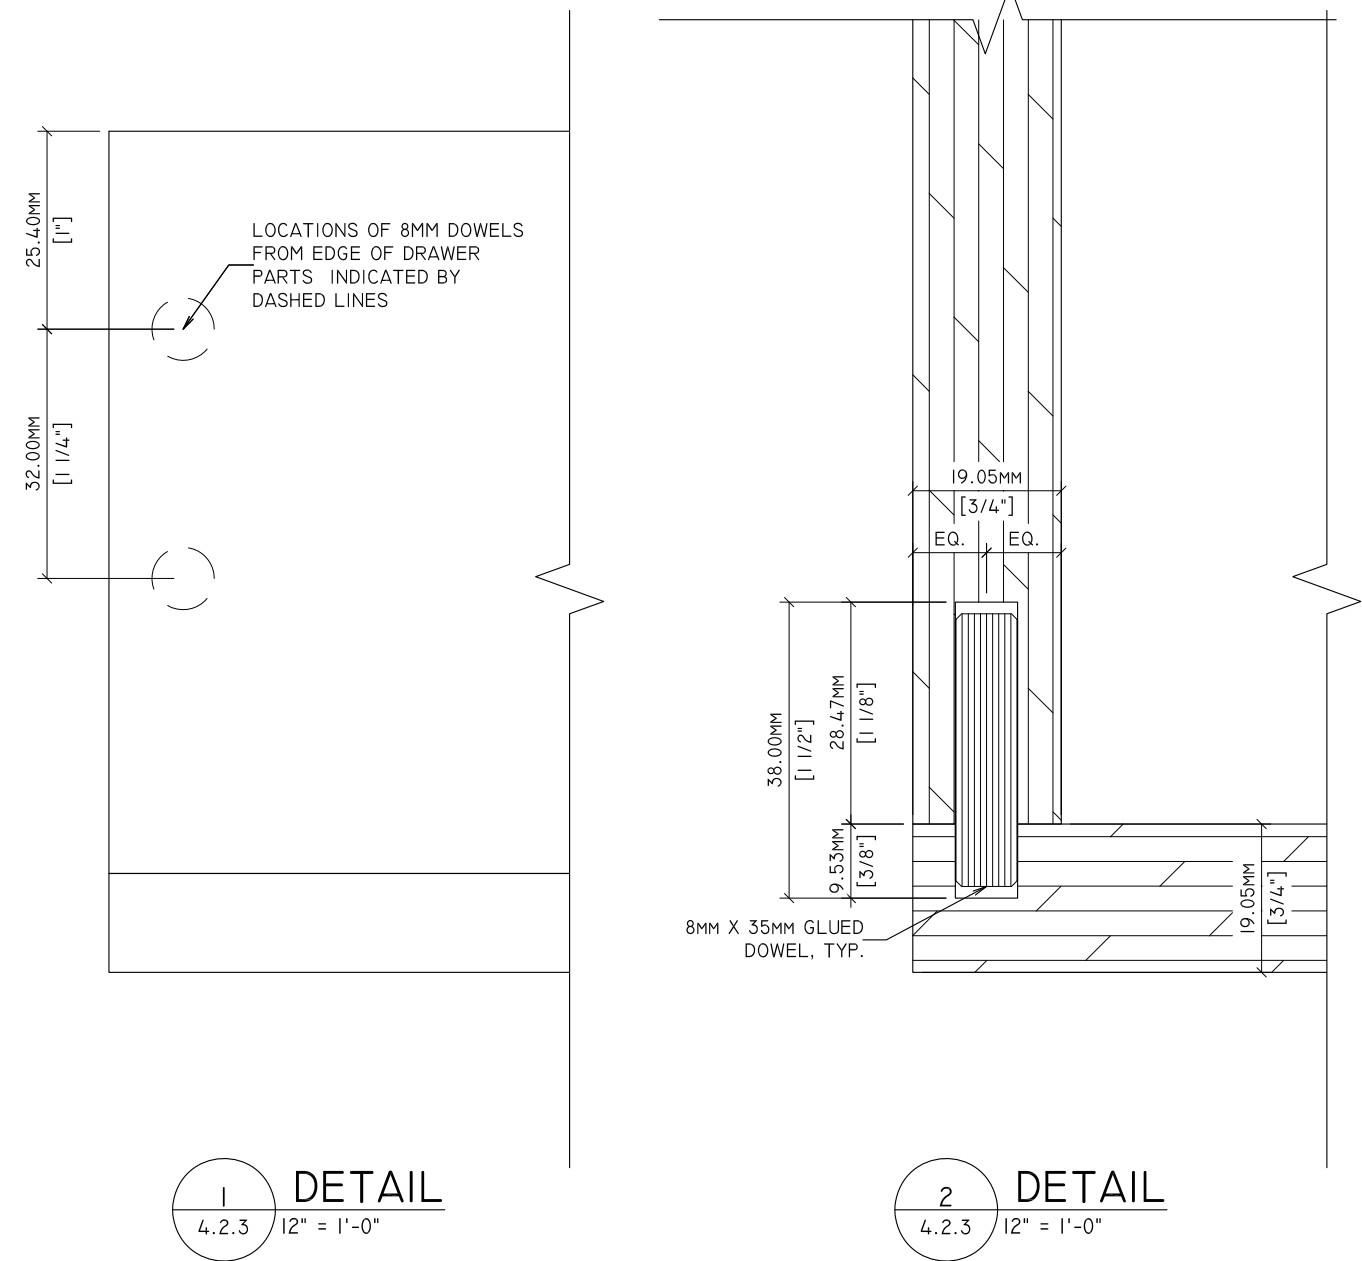 25.40MM
[1"]
LOCATIONS OF 8MM DOWELS
FROM EDGE OF DRAWER
PARTS INDICATED BY
DASHED LINES
32.00MM
[1 1/4"]
1
4.2.3
DETAIL
12" = 1'-0"
19.05MM
[3/4"]
EQ.
EQ.
38.00MM
[1 1/2"]
28.47MM
[1 1/8"]
9.53MM
[3/8"]
8MM X 35MM GLUED
DOWEL, TYP.
19.05MM
[3/4"]
2
4.2.3
DETAIL
12" = 1'-0"